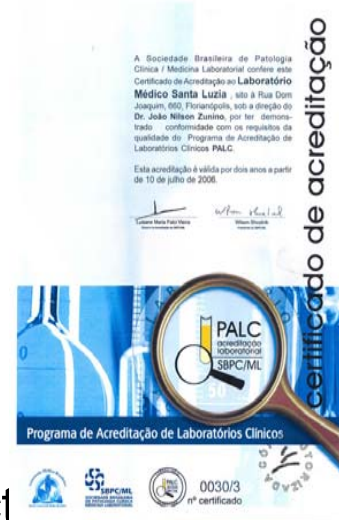 A Sociedade Brasileira de Patologia
Clínica / Medicina Laboratorial confere este
Certificado de Acreditação ao Laboratório
Médico Santa Luzia , sito à Rua Dom
Joaquim, 660, Florianópolis, sob a direção do
Dr. João Nilson Zunino, por ter demons-
trado conformidade com os requisitos da
qualidade do Programa de Acreditação de
Laboratórios Clínicos PALC.
Esta acreditação é válida por dois anos a partir
de 10 de julho de 2006.
certificado de acreditação
PALC
acreditação
laboratorial
SBPC/ML
50
Programa de Acreditação de Laboratórios Clínicos
SBPC/ML
0030/3
nº certificado